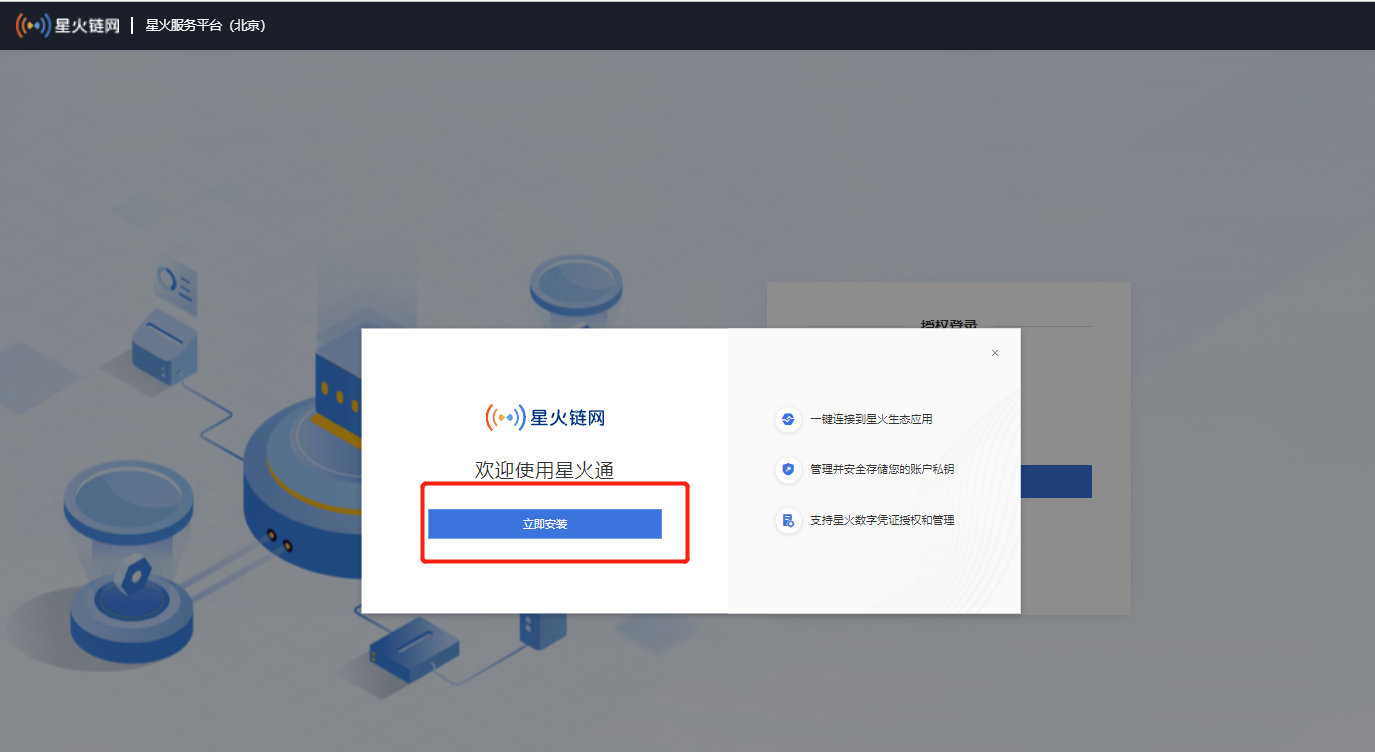 星火链网
星火服务平台（北京）
授权登录
星火链网
欢迎使用星火通
立即安装
一键连接到星火生态应用
管理并安全存储您的账户私钥
支持星火数字凭证授权和管理